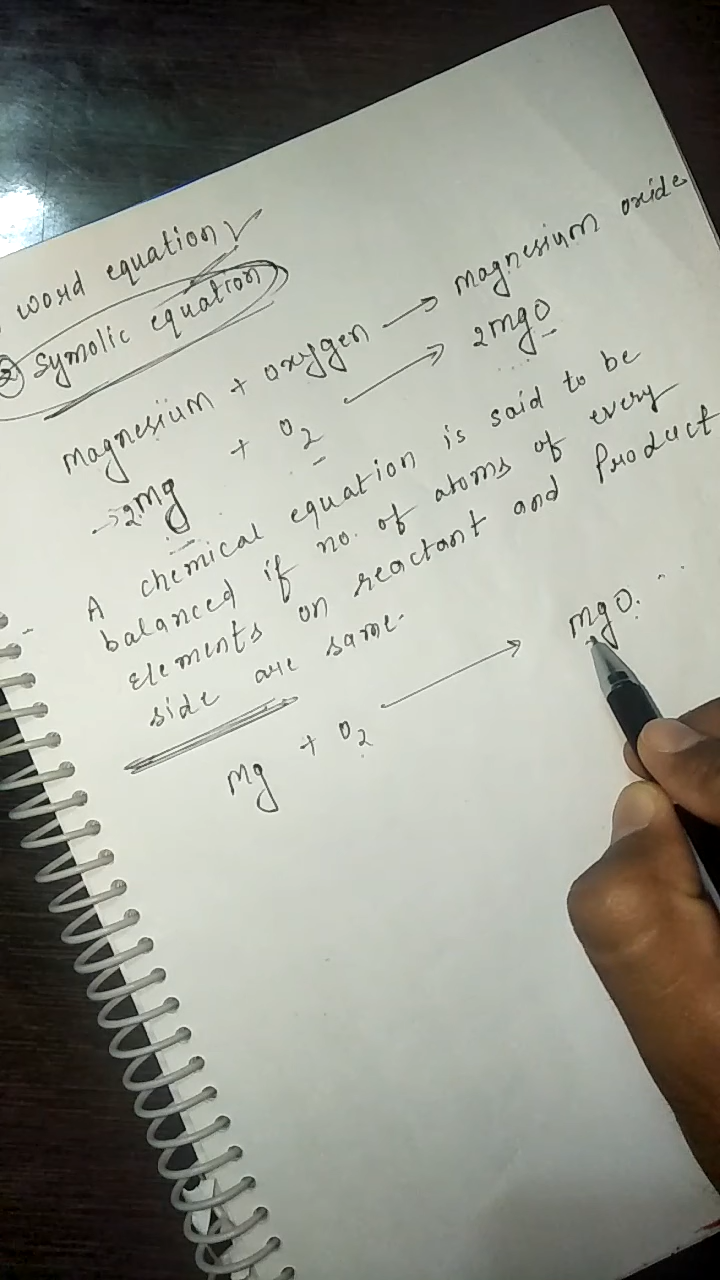 word equation ✓
② Symolic equation
magnesium + oxygen → magnesium oxide
2mg + O2 → 2mgO
A chemical equation is said to be
balanced if no. of atoms of every
elements on reactant and Product
side are same.
mg + O2 → mgO.